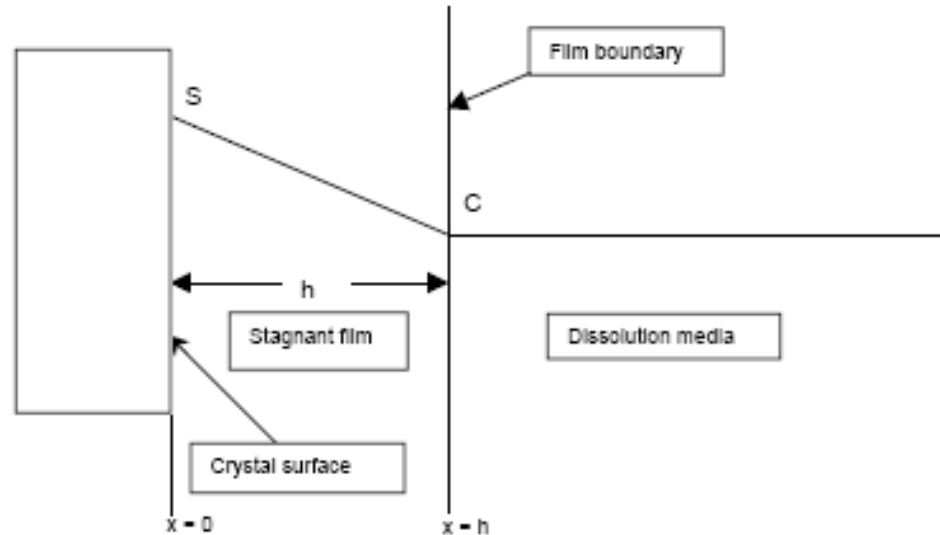 Film boundary
S
C
h
Stagnant film
Dissolution media
Crystal surface
x = 0
x = h